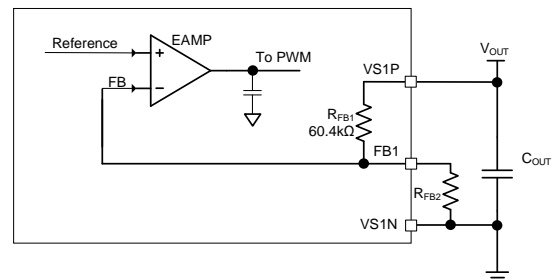 Reference
EAMP
+
To PWM
FB
−
VS1P
VOUT
RFB1
60.4kΩ
FB1
COUT
RFB2
VS1N